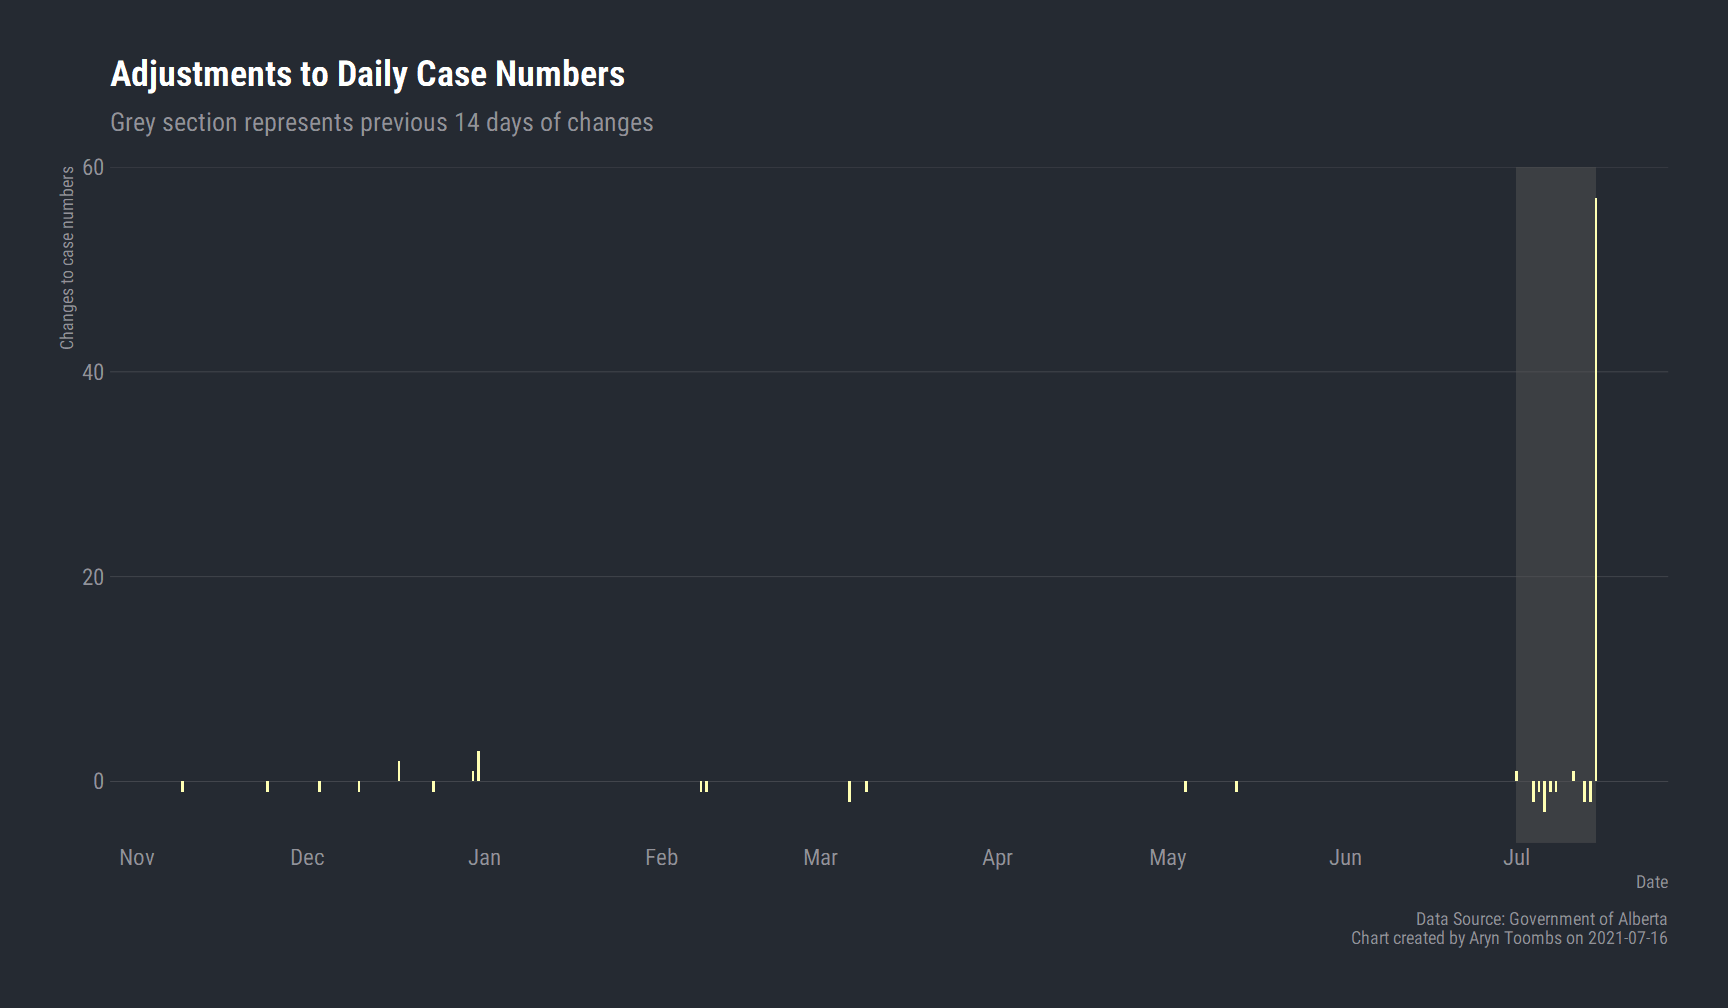 Adjustments to Daily Case Numbers
Grey section represents previous 14 days of changes
Changes to case numbers
60
40
20
0
Nov Dec Jan Feb Mar Apr May Jun Jul
Date
Data Source: Government of Alberta
Chart created by Aryn Toombs on 2021-07-16